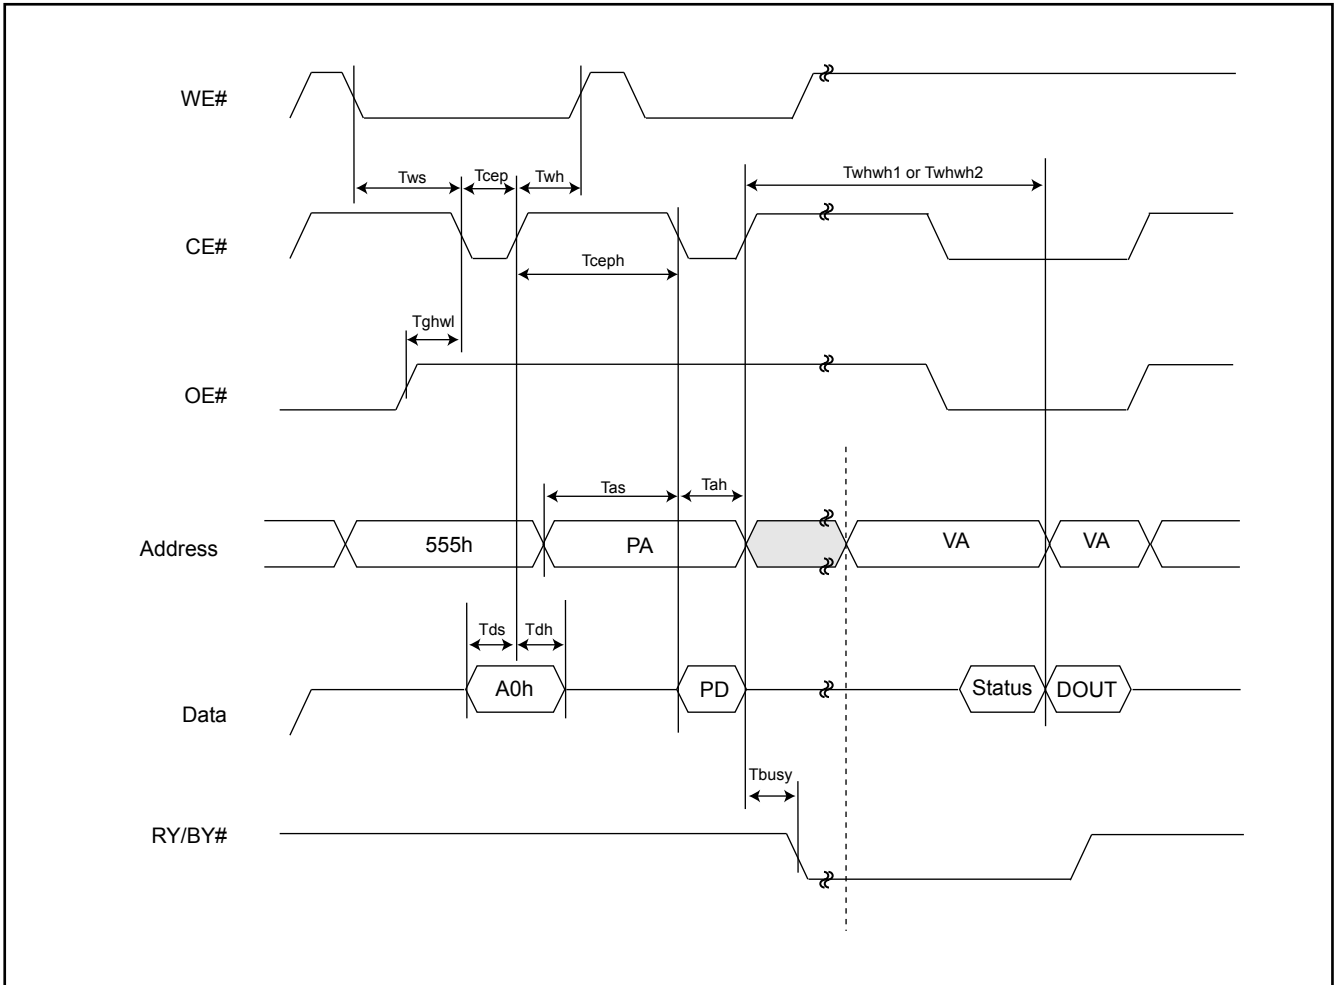 WE#
Tws Tcep Twh Twhwh1 or Twhwh2
CE#
Tceph
Tghwl
OE#
Tas Tah
Address 555h PA VA VA
Tds Tdh
Data A0h PD Status DOUT
Tbusy
RY/BY#